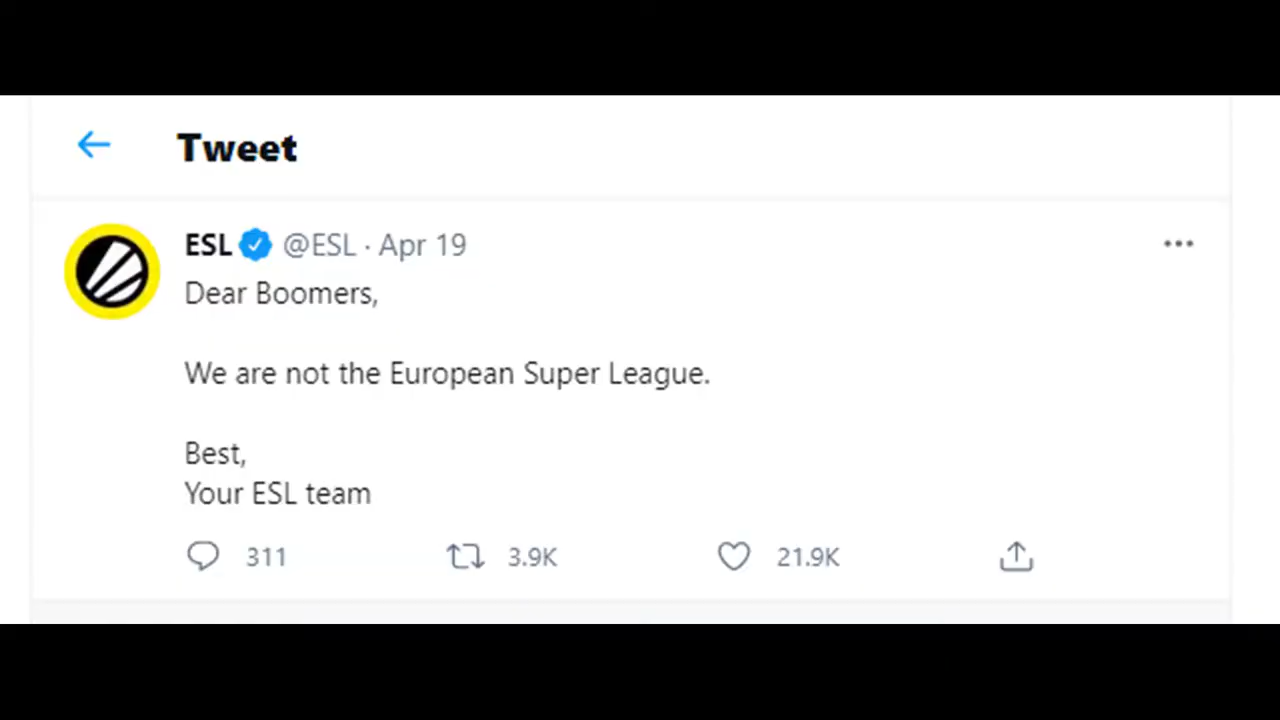 Tweet
ESL @ESL · Apr 19
Dear Boomers,
We are not the European Super League.
Best,
Your ESL team
311 3.9K 21.9K